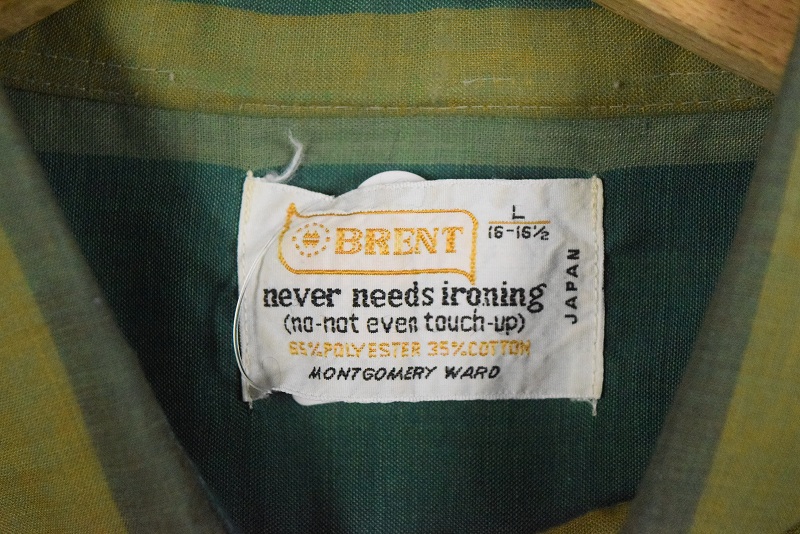 BRENT
L
16-16½
JAPAN
never needs ironing
(no-not even touch-up)
65%POLYESTER 35%COTTON
MONTGOMERY WARD